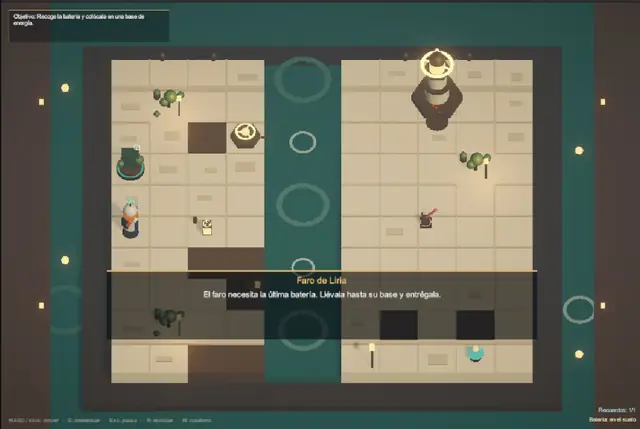 Objetivo: Recoge la batería y colócala en una base de
energía.
Faro de Liria
El faro necesita la última batería. Llévala hasta su base y entrégala.
Recuerdos: 1/1
Batería en el suelo